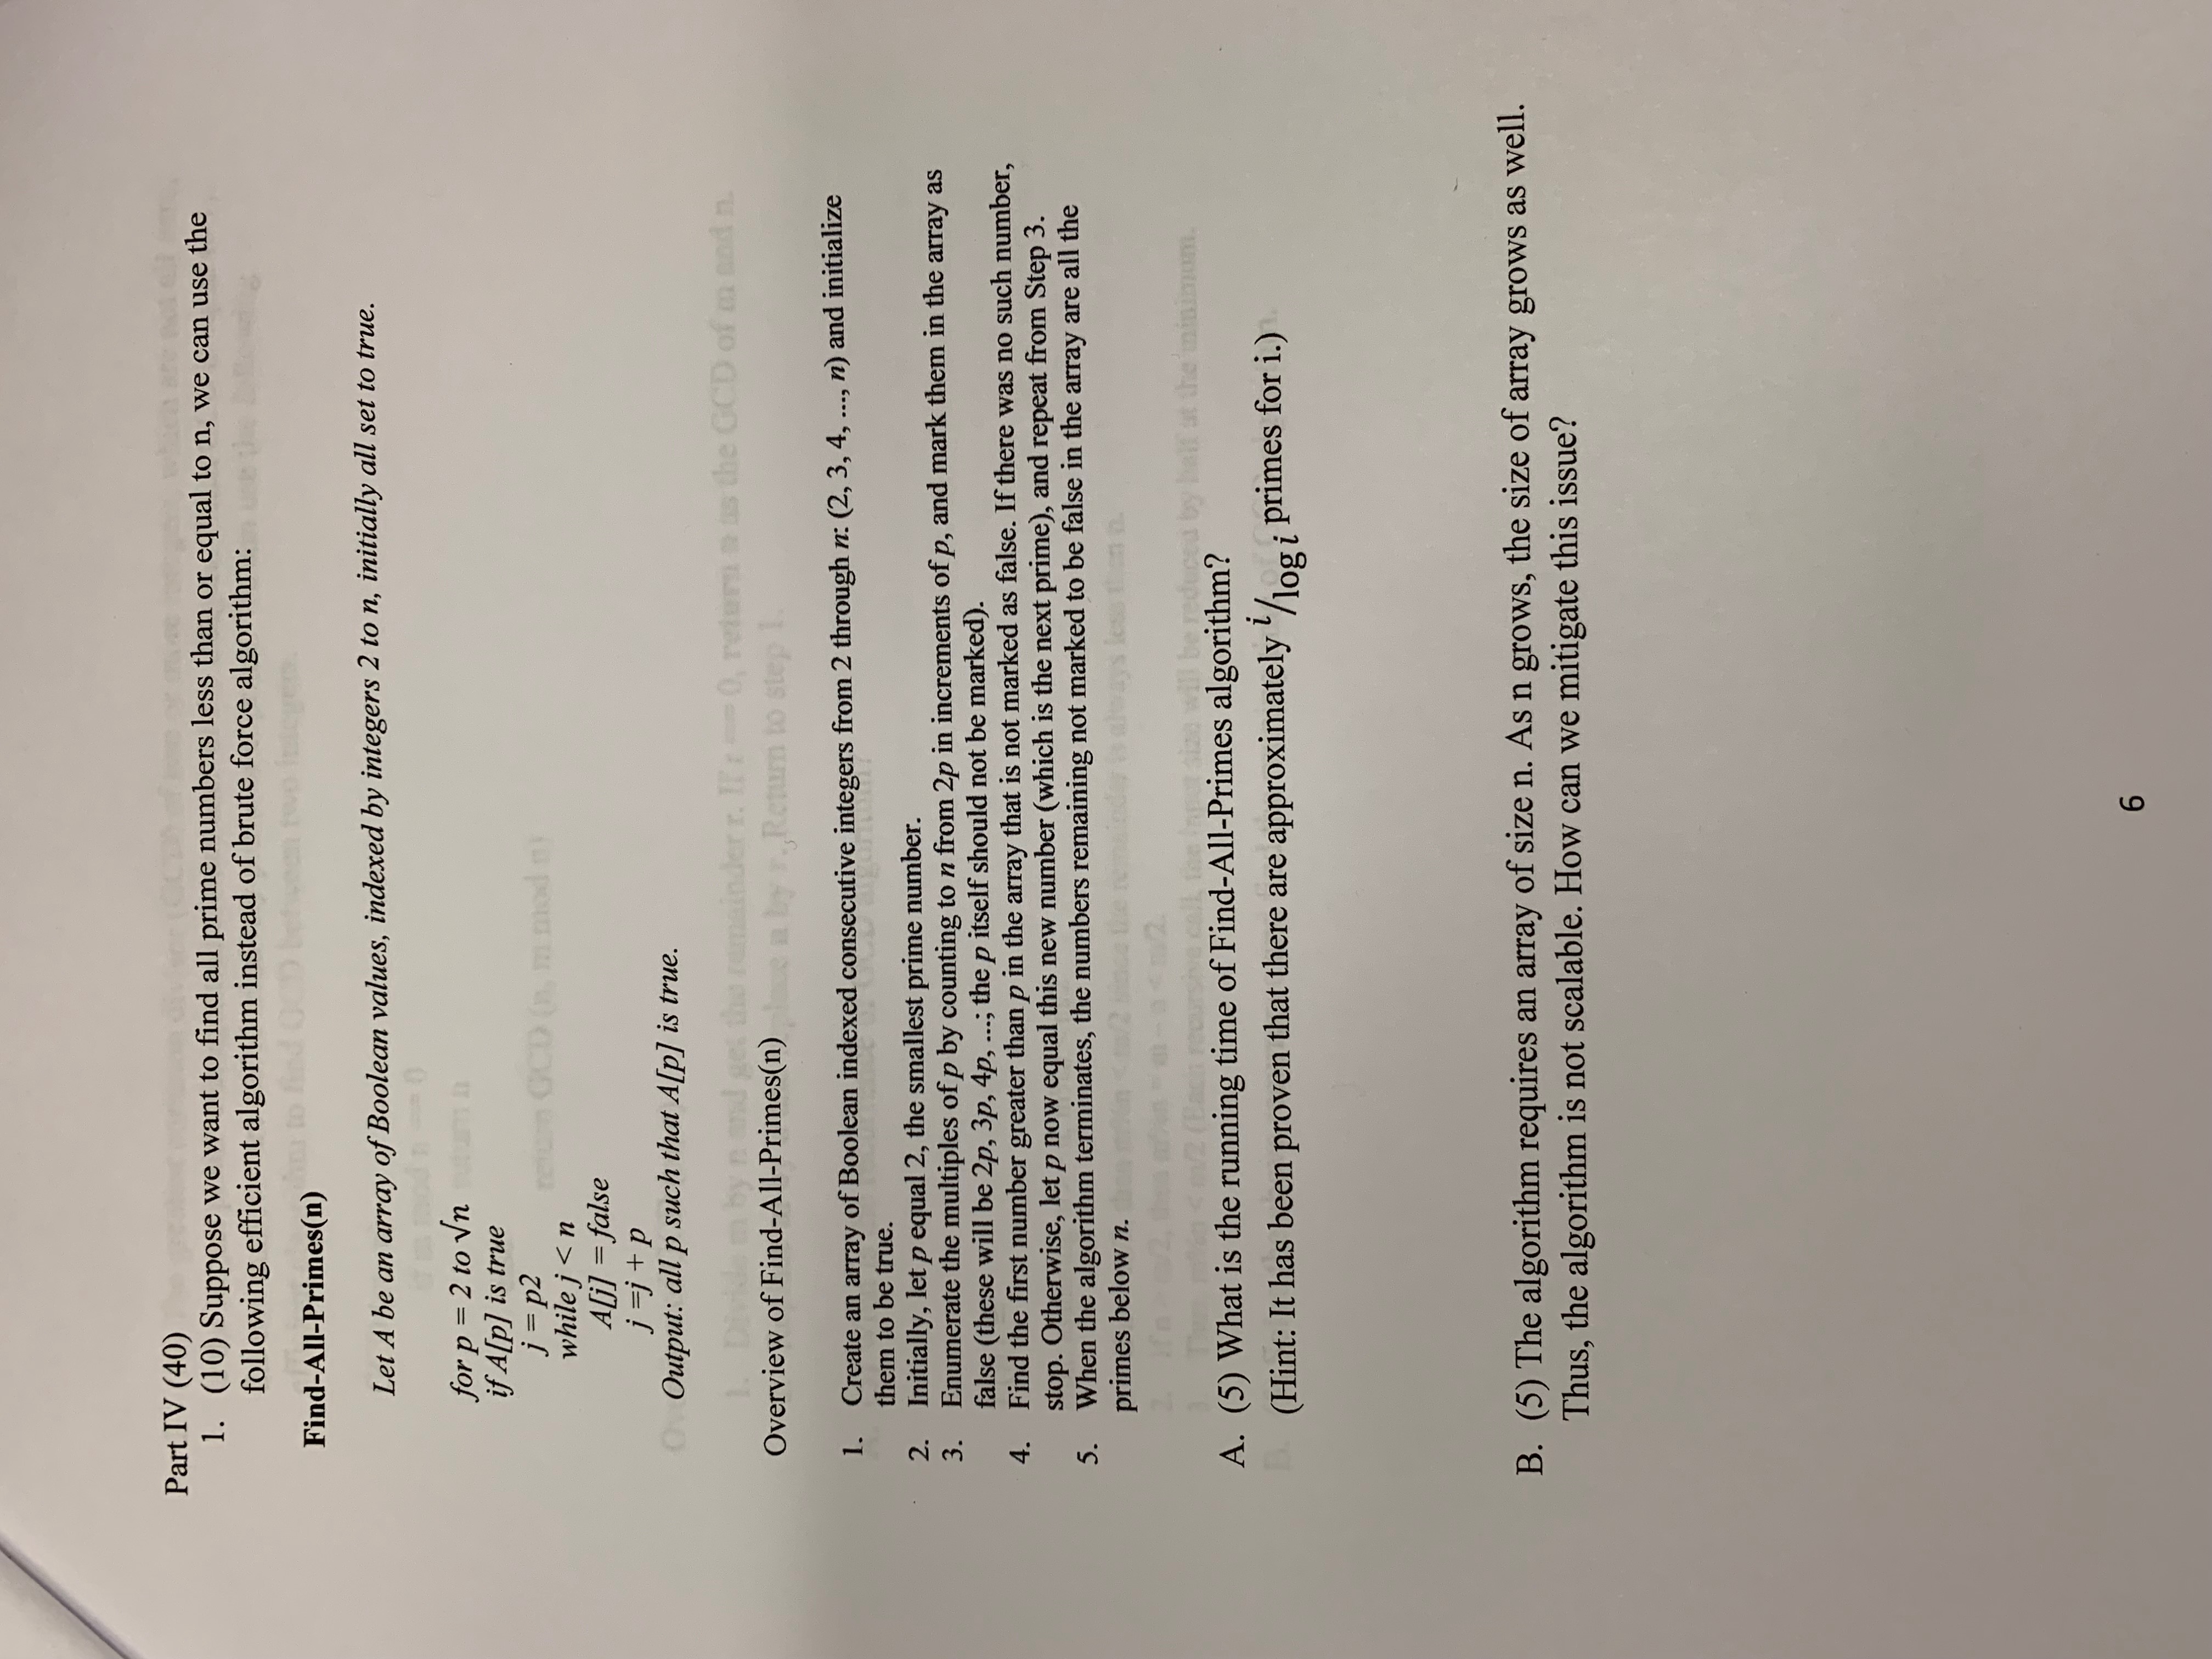 Part IV (40)
1. (10) Suppose we want to find all prime numbers less than or equal to n, we can use the
following efficient algorithm instead of brute force algorithm:
Find-All-Primes(n)
Let A be an array of Boolean values, indexed by integers 2 to n, initially all set to true.
for p = 2 to √n
if A[p] is true
j = p2
while j < n
A[j] = false
j =j + p
Output: all p such that A[p] is true.
Overview of Find-All-Primes(n)
1. Create an array of Boolean indexed consecutive integers from 2 through n: (2, 3, 4, ..., n) and initialize
them to be true.
2. Initially, let p equal 2, the smallest prime number.
3. Enumerate the multiples of p by counting to n from 2p in increments of p, and mark them in the array as
false (these will be 2p, 3p, 4p, ...; the p itself should not be marked).
4. Find the first number greater than p in the array that is not marked as false. If there was no such number,
stop. Otherwise, let p now equal this new number (which is the next prime), and repeat from Step 3.
5. When the algorithm terminates, the numbers remaining not marked to be false in the array are all the
primes below n.
A. (5) What is the running time of Find-All-Primes algorithm?
(Hint: It has been proven that there are approximately i/log i primes for i.)
B. (5) The algorithm requires an array of size n. As n grows, the size of array grows as well.
Thus, the algorithm is not scalable. How can we mitigate this issue?
6